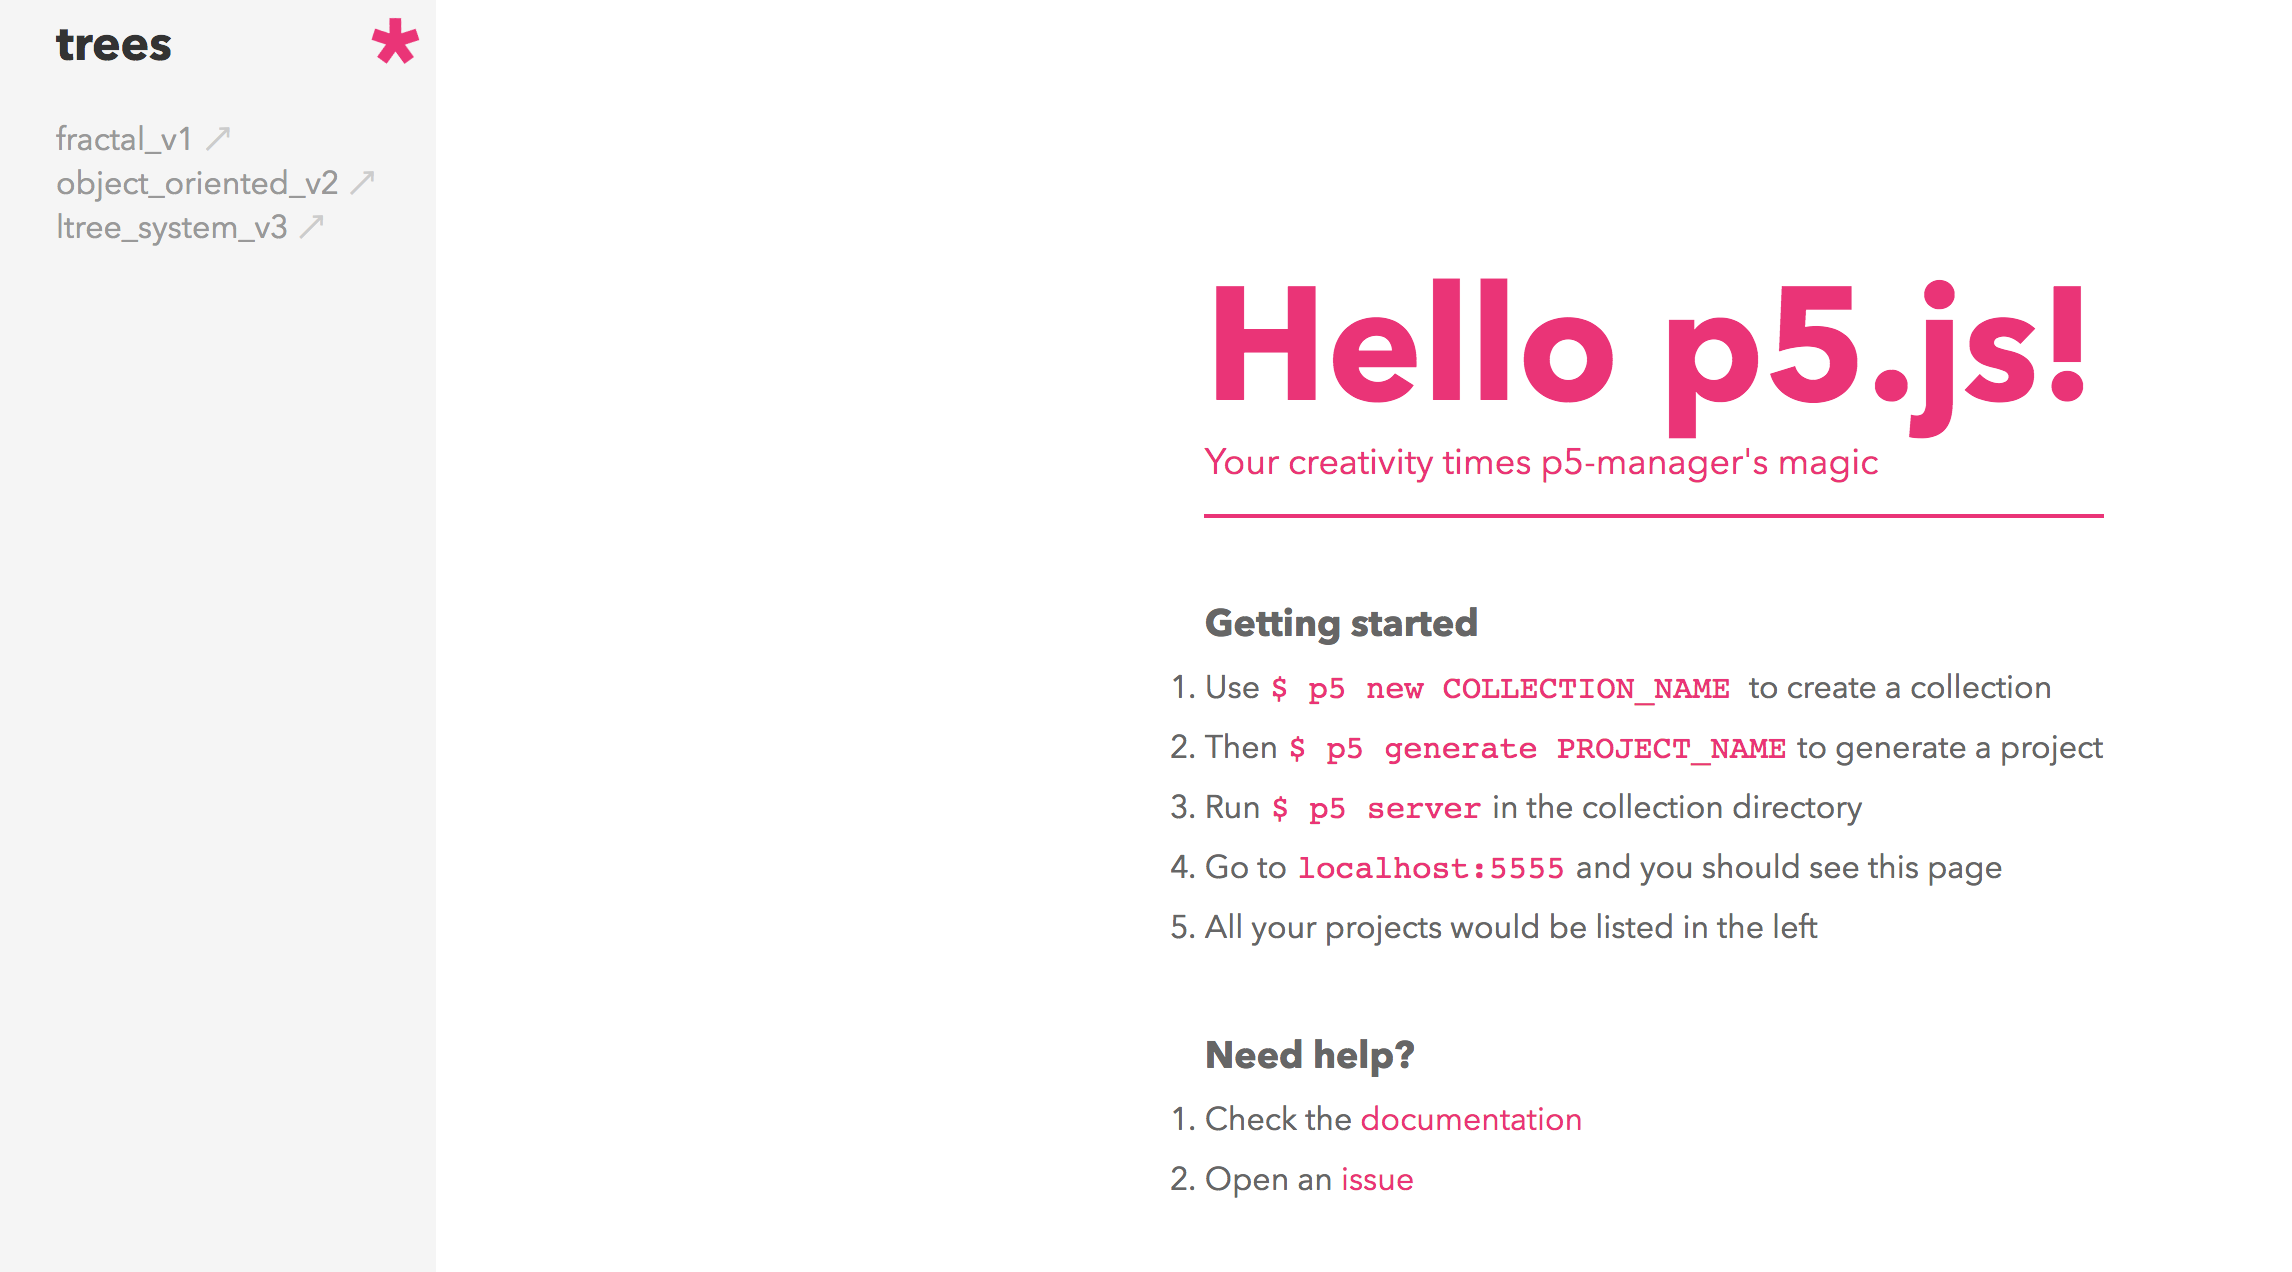 trees
fractal_v1 ↗
object_oriented_v2 ↗
ltree_system_v3 ↗
Hello p5.js!
Your creativity times p5-manager's magic
Getting started
1. Use $ p5 new COLLECTION_NAME to create a collection
2. Then $ p5 generate PROJECT_NAME to generate a project
3. Run $ p5 server in the collection directory
4. Go to localhost:5555 and you should see this page
5. All your projects would be listed in the left
Need help?
1. Check the documentation
2. Open an issue